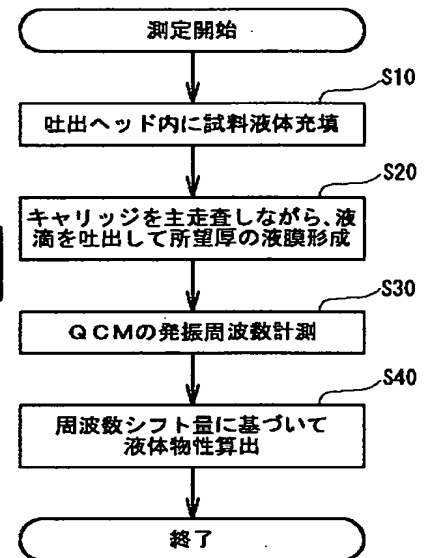 測定開始
S10
吐出ヘッド内に試料液体充填
S20
キャリッジを主走査しながら、液
滴を吐出して所望厚の液膜形成
S30
QCMの発振周波数計測
S40
周波数シフト量に基づいて
液体物性算出
終了